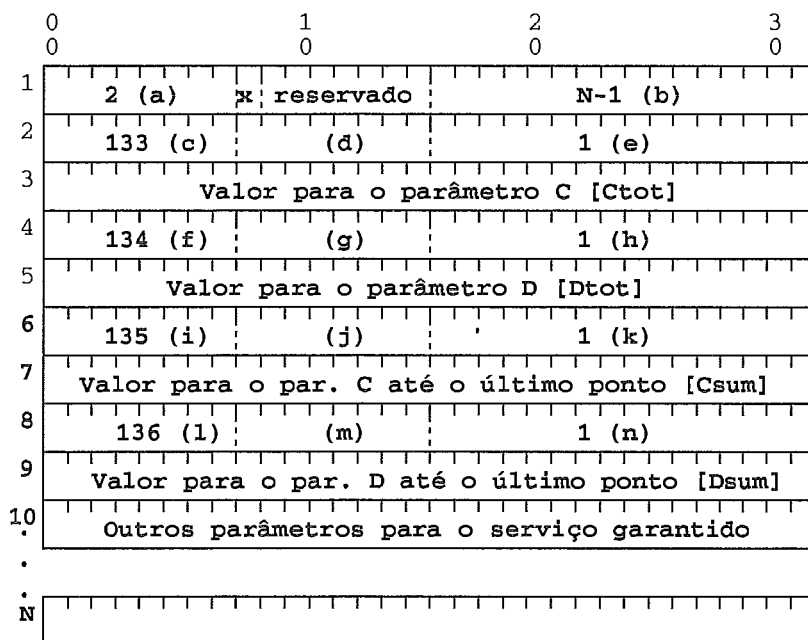 0 1 2 3
0 0 0 0
1 2 (a) x reservado N-1 (b)
2 133 (c) (d) 1 (e)
3 Valor para o parâmetro C [Ctot]
4 134 (f) (g) 1 (h)
5 Valor para o parâmetro D [Dtot]
6 135 (i) (j) 1 (k)
7 Valor para o par. C até o último ponto [Csum]
8 136 (l) (m) 1 (n)
9 Valor para o par. D até o último ponto [Dsum]
10 Outros parâmetros para o serviço garantido
.
.
.
N